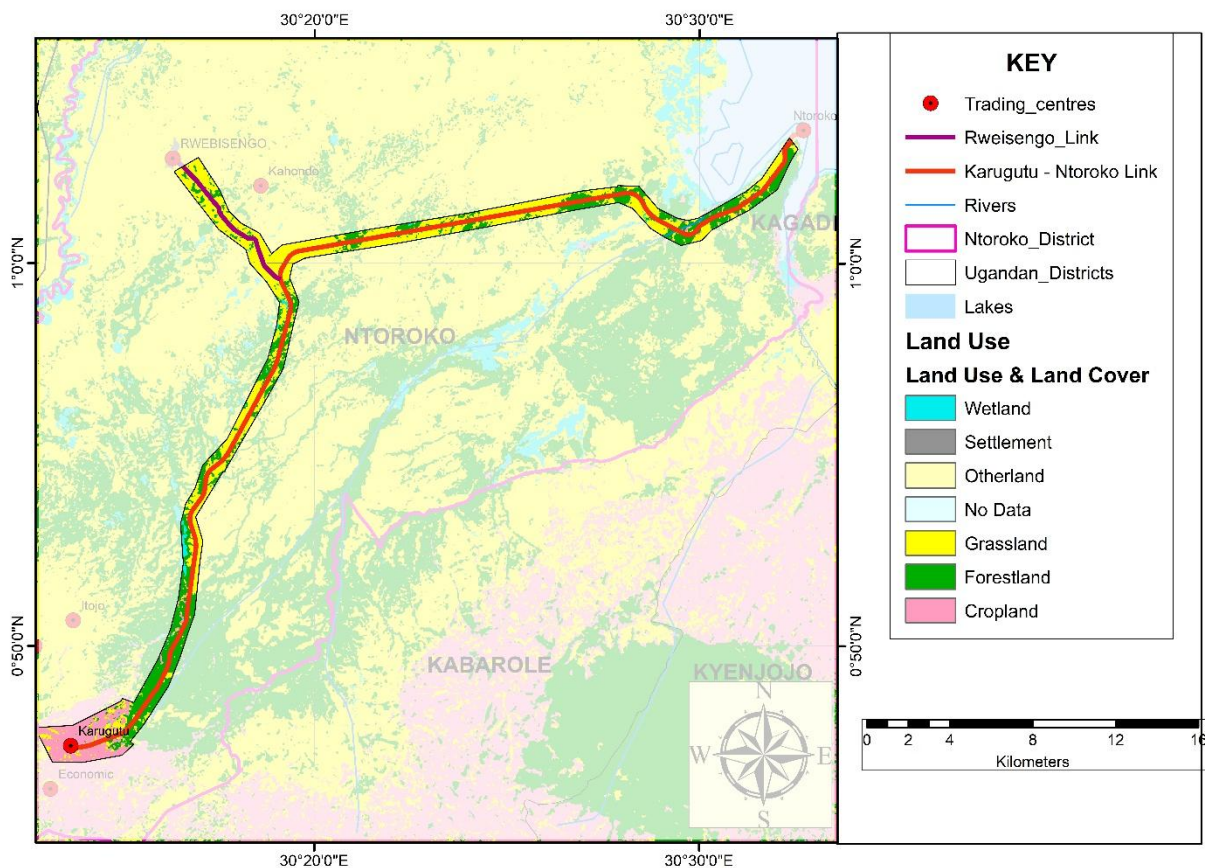 30°20'0"E
30°30'0"E
Ntoroko
RWEBISENGO
Kahondo
KAGADI
1°0'0"N
1°0'0"N
NTOROKO
Itojo
0°50'0"N
0°50'0"N
KABAROLE
KYENJOJO
N
Karugutu
W
E
Economic
S
30°20'0"E
30°30'0"E
KEY
Trading_centres
Rweisengo_Link
Karugutu - Ntoroko Link
Rivers
Ntoroko_District
Ugandan_Districts
Lakes
Land Use
Land Use & Land Cover
Wetland
Settlement
Otherland
No Data
Grassland
Forestland
Cropland
0 2 4 8 12 16
Kilometers